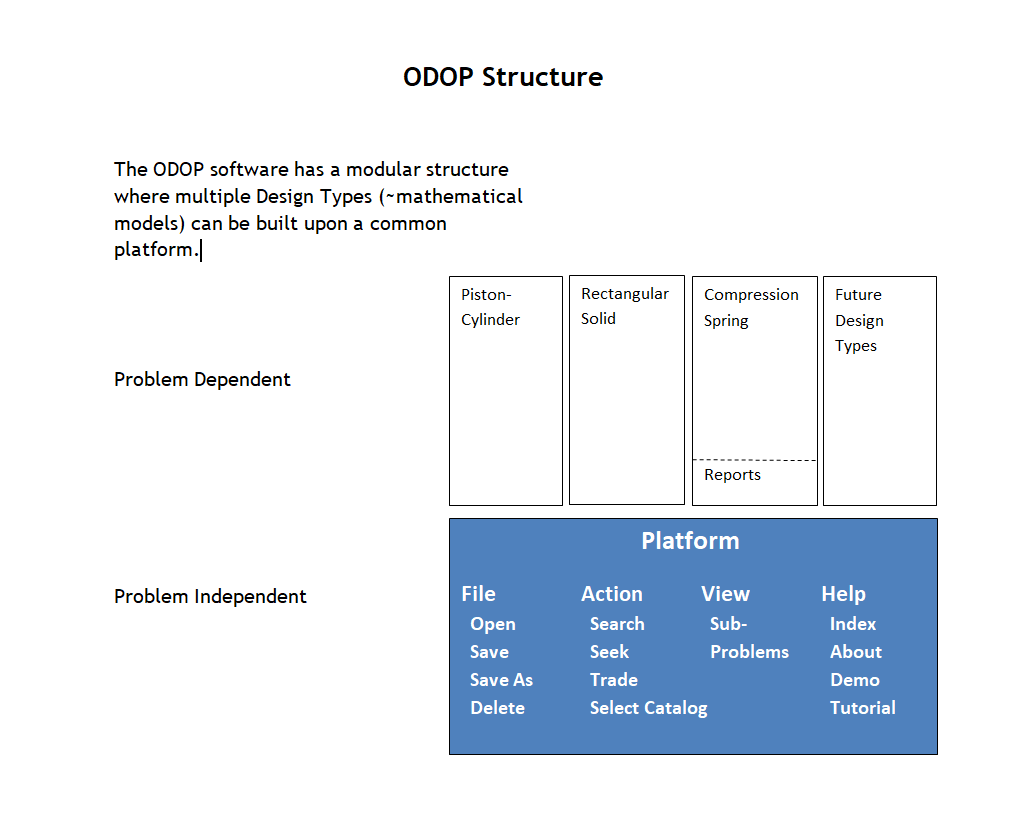 ODOP Structure
The ODOP software has a modular structure
where multiple Design Types (~mathematical
models) can be built upon a common
platform.
Piston-
Cylinder
Rectangular
Solid
Compression
Spring
Reports
Future
Design
Types
Problem Dependent
Platform
Problem Independent
File
Open
Save
Save As
Delete
Action
Search
Seek
Trade
Select Catalog
View
Sub-
Problems
Help
Index
About
Demo
Tutorial